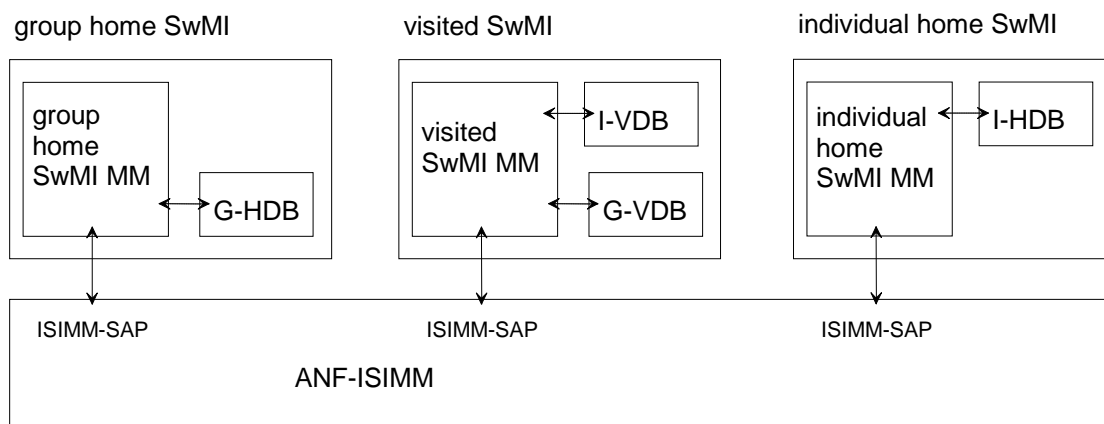 group home SwMI
visited SwMI
individual home SwMI
group
home
SwMI MM
G-HDB
visited
SwMI MM
I-VDB
G-VDB
individual
home
SwMI MM
I-HDB
ISIMM-SAP
ISIMM-SAP
ISIMM-SAP
ANF-ISIMM